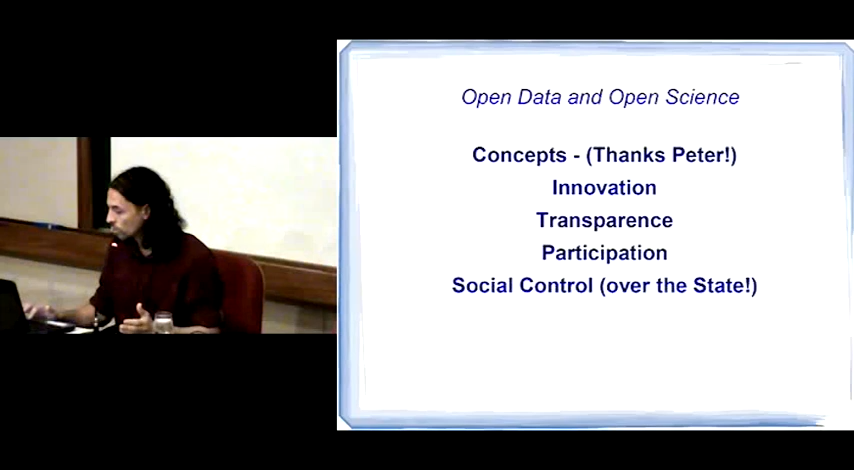 Open Data and Open Science
Concepts - (Thanks Peter!)
Innovation
Transparence
Participation
Social Control (over the State!)